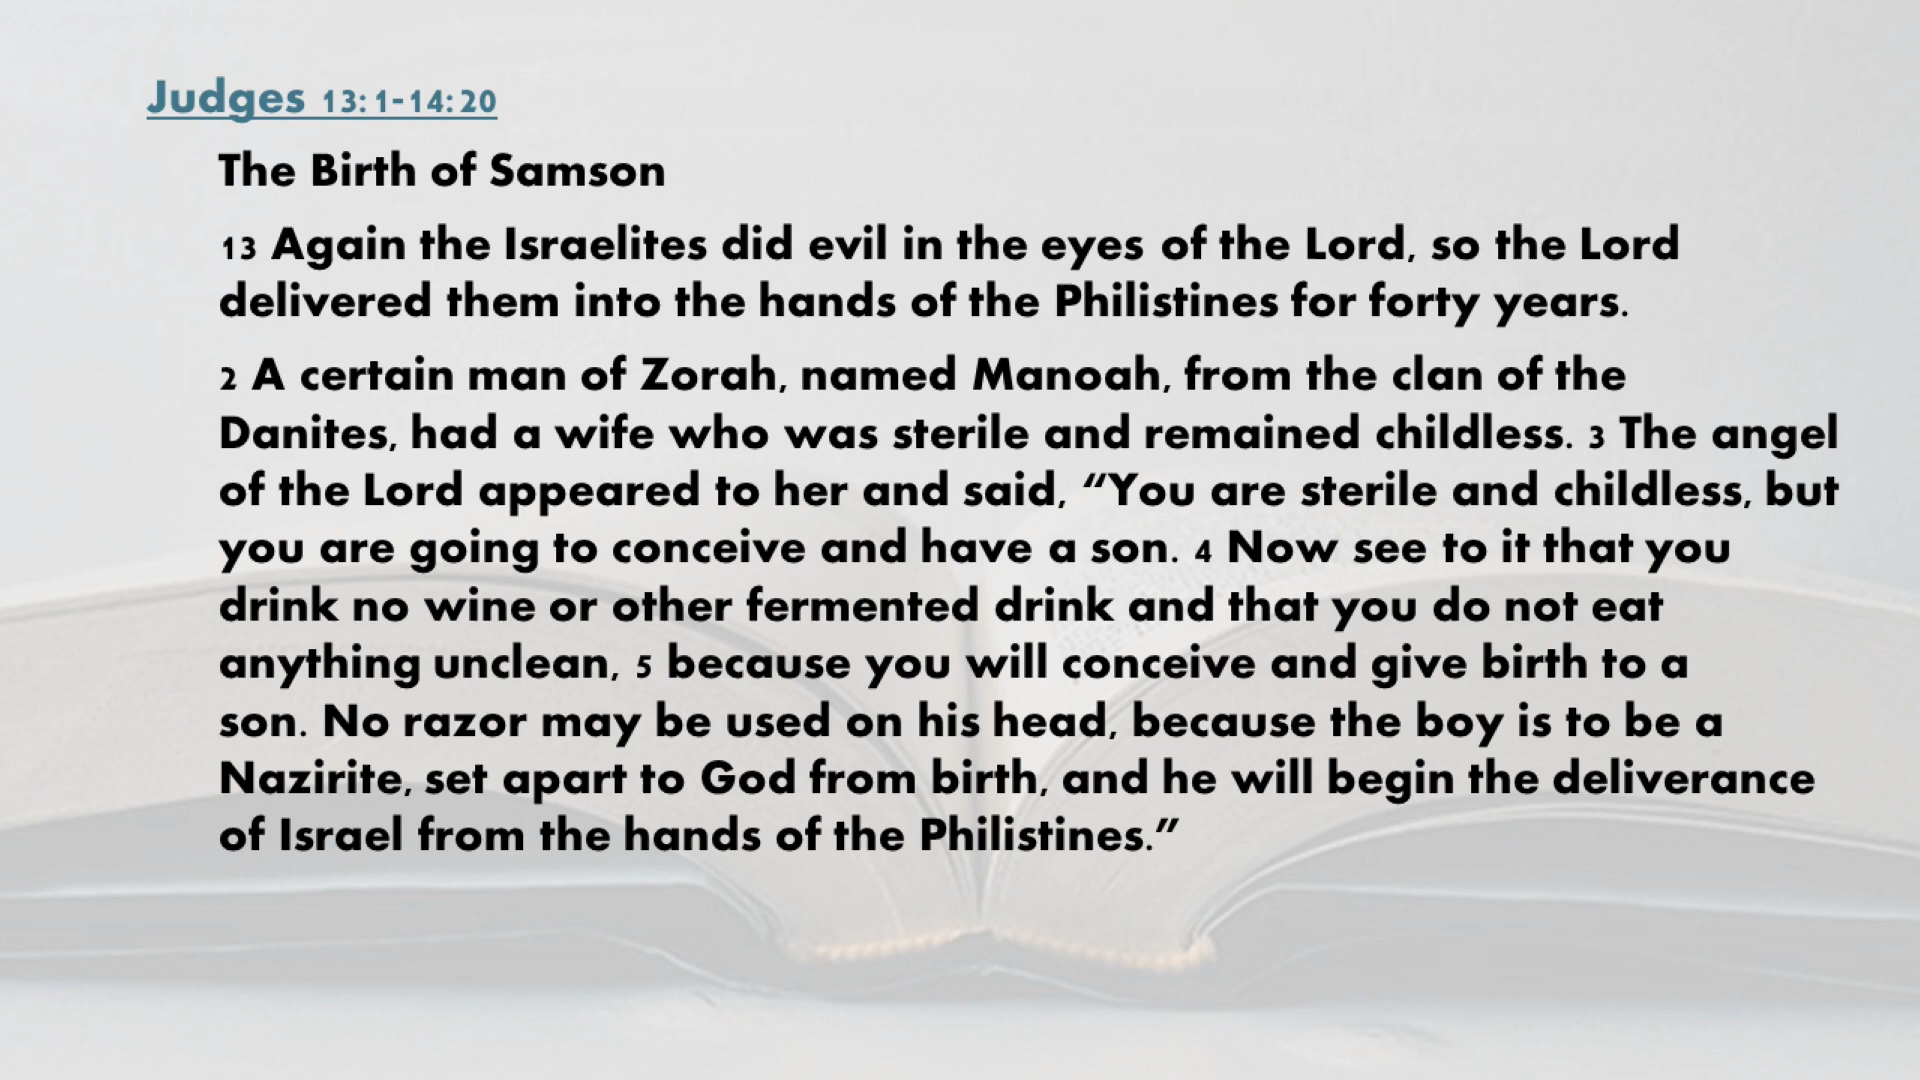 Judges 13:1-14:20
The Birth of Samson
13 Again the Israelites did evil in the eyes of the Lord, so the Lord
delivered them into the hands of the Philistines for forty years.
2 A certain man of Zorah, named Manoah, from the clan of the
Danites, had a wife who was sterile and remained childless. 3 The angel
of the Lord appeared to her and said, “You are sterile and childless, but
you are going to conceive and have a son. 4 Now see to it that you
drink no wine or other fermented drink and that you do not eat
anything unclean, 5 because you will conceive and give birth to a
son. No razor may be used on his head, because the boy is to be a
Nazirite, set apart to God from birth, and he will begin the deliverance
of Israel from the hands of the Philistines.”